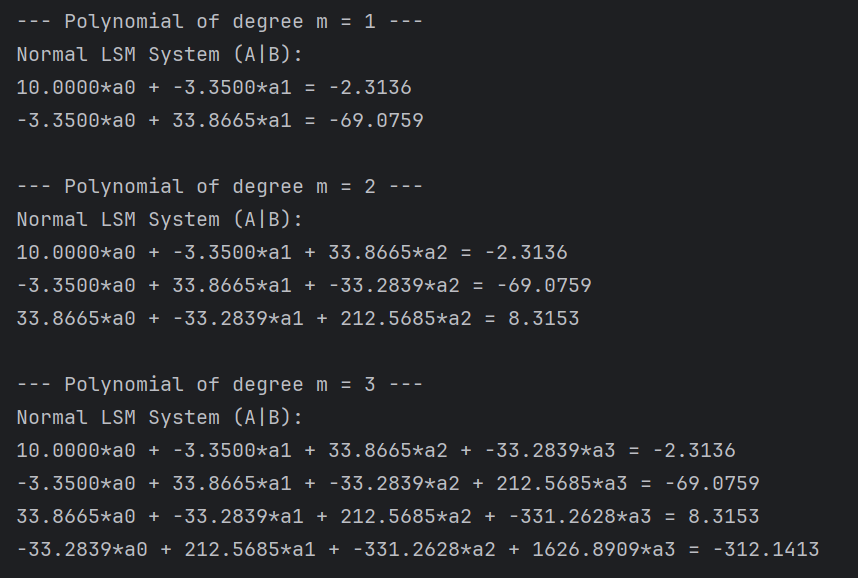 --- Polynomial of degree m = 1 ---
Normal LSM System (A|B):
10.0000*a0 + -3.3500*a1 = -2.3136
-3.3500*a0 + 33.8665*a1 = -69.0759
--- Polynomial of degree m = 2 ---
Normal LSM System (A|B):
10.0000*a0 + -3.3500*a1 + 33.8665*a2 = -2.3136
-3.3500*a0 + 33.8665*a1 + -33.2839*a2 = -69.0759
33.8665*a0 + -33.2839*a1 + 212.5685*a2 = 8.3153
--- Polynomial of degree m = 3 ---
Normal LSM System (A|B):
10.0000*a0 + -3.3500*a1 + 33.8665*a2 + -33.2839*a3 = -2.3136
-3.3500*a0 + 33.8665*a1 + -33.2839*a2 + 212.5685*a3 = -69.0759
33.8665*a0 + -33.2839*a1 + 212.5685*a2 + -331.2628*a3 = 8.3153
-33.2839*a0 + 212.5685*a1 + -331.2628*a2 + 1626.8909*a3 = -312.1413